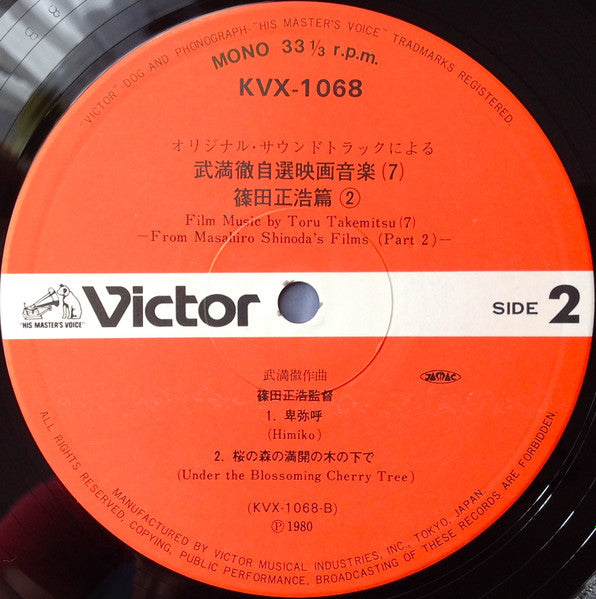 "VICTOR" DOG AND PHONOGRAPH·"HIS MASTER'S VOICE" TRADMARKS REGISTERED.
MONO 33 1/3 r.p.m.
KVX-1068
オリジナル・サウンドトラックによる
武満徹自選映画音楽(7)
篠田正浩篇②
Film Music by Toru Takemitsu(7)
—From Masahiro Shinoda's Films (Part 2)—
"HIS MASTER'S VOICE"
Victor
SIDE 2
武満徹作曲
JASRAC
篠田正浩監督
1. 卑弥呼
(Himiko)
2. 桜の森の満開の木の下で
(Under the Blossoming Cherry Tree)
(KVX-1068-B)
Ⓟ1980
MANUFACTURED BY VICTOR MUSICAL INDUSTRIES, INC., TOKYO, JAPAN.
ALL RIGHTS RESERVED, COPYING, PUBLIC PERFORMANCE, BROADCASTING OF THESE RECORDS ARE FORBIDDEN.